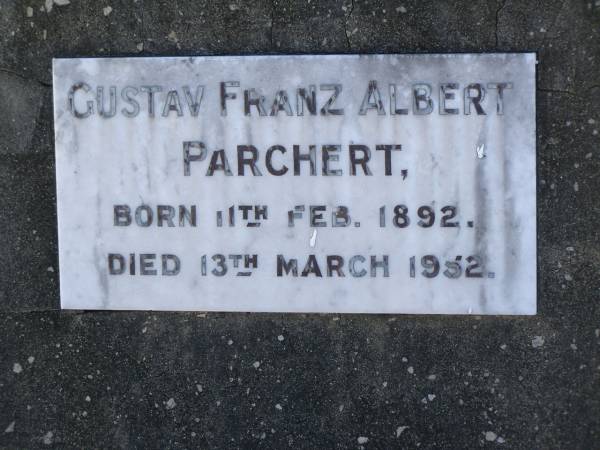 GUSTAV FRANZ ALBERT
PARCHERT,
BORN 11TH FEB. 1892.
DIED 13TH MARCH 1952.